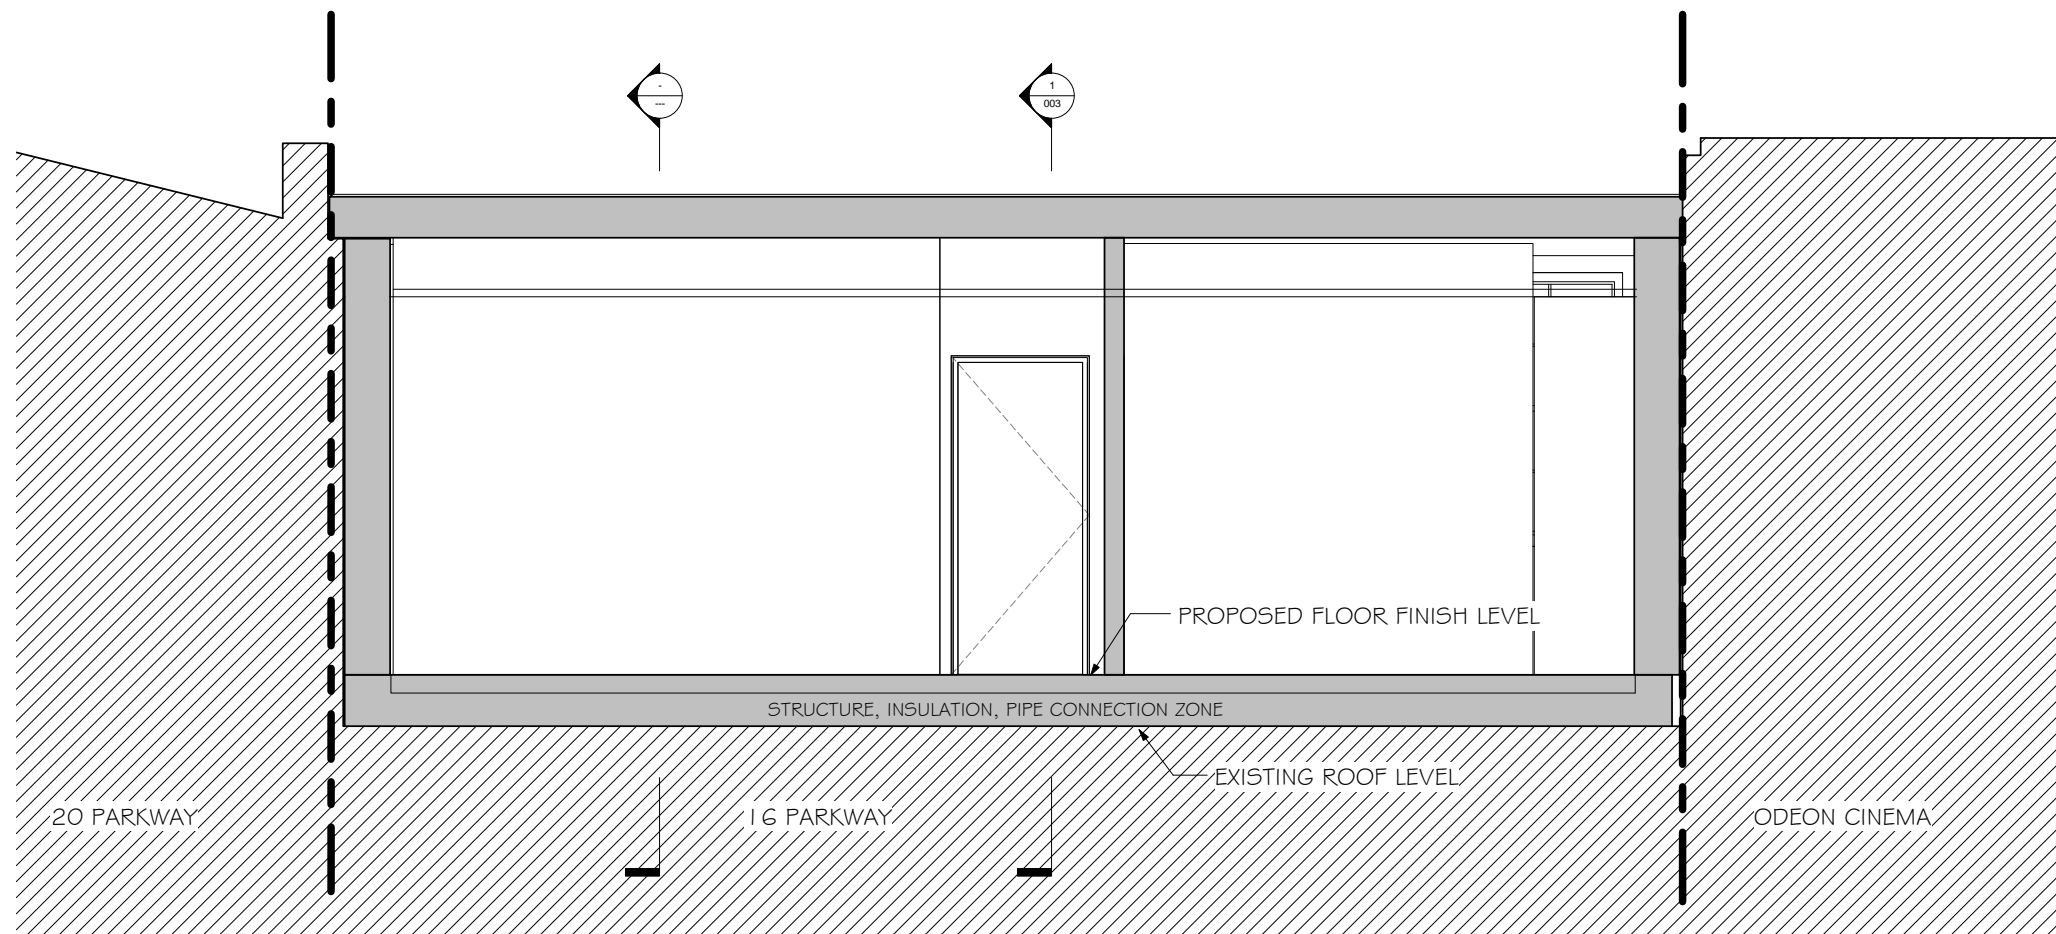 -
---
1
003
PROPOSED FLOOR FINISH LEVEL
STRUCTURE, INSULATION, PIPE CONNECTION ZONE
EXISTING ROOF LEVEL
20 PARKWAY
16 PARKWAY
ODEON CINEMA